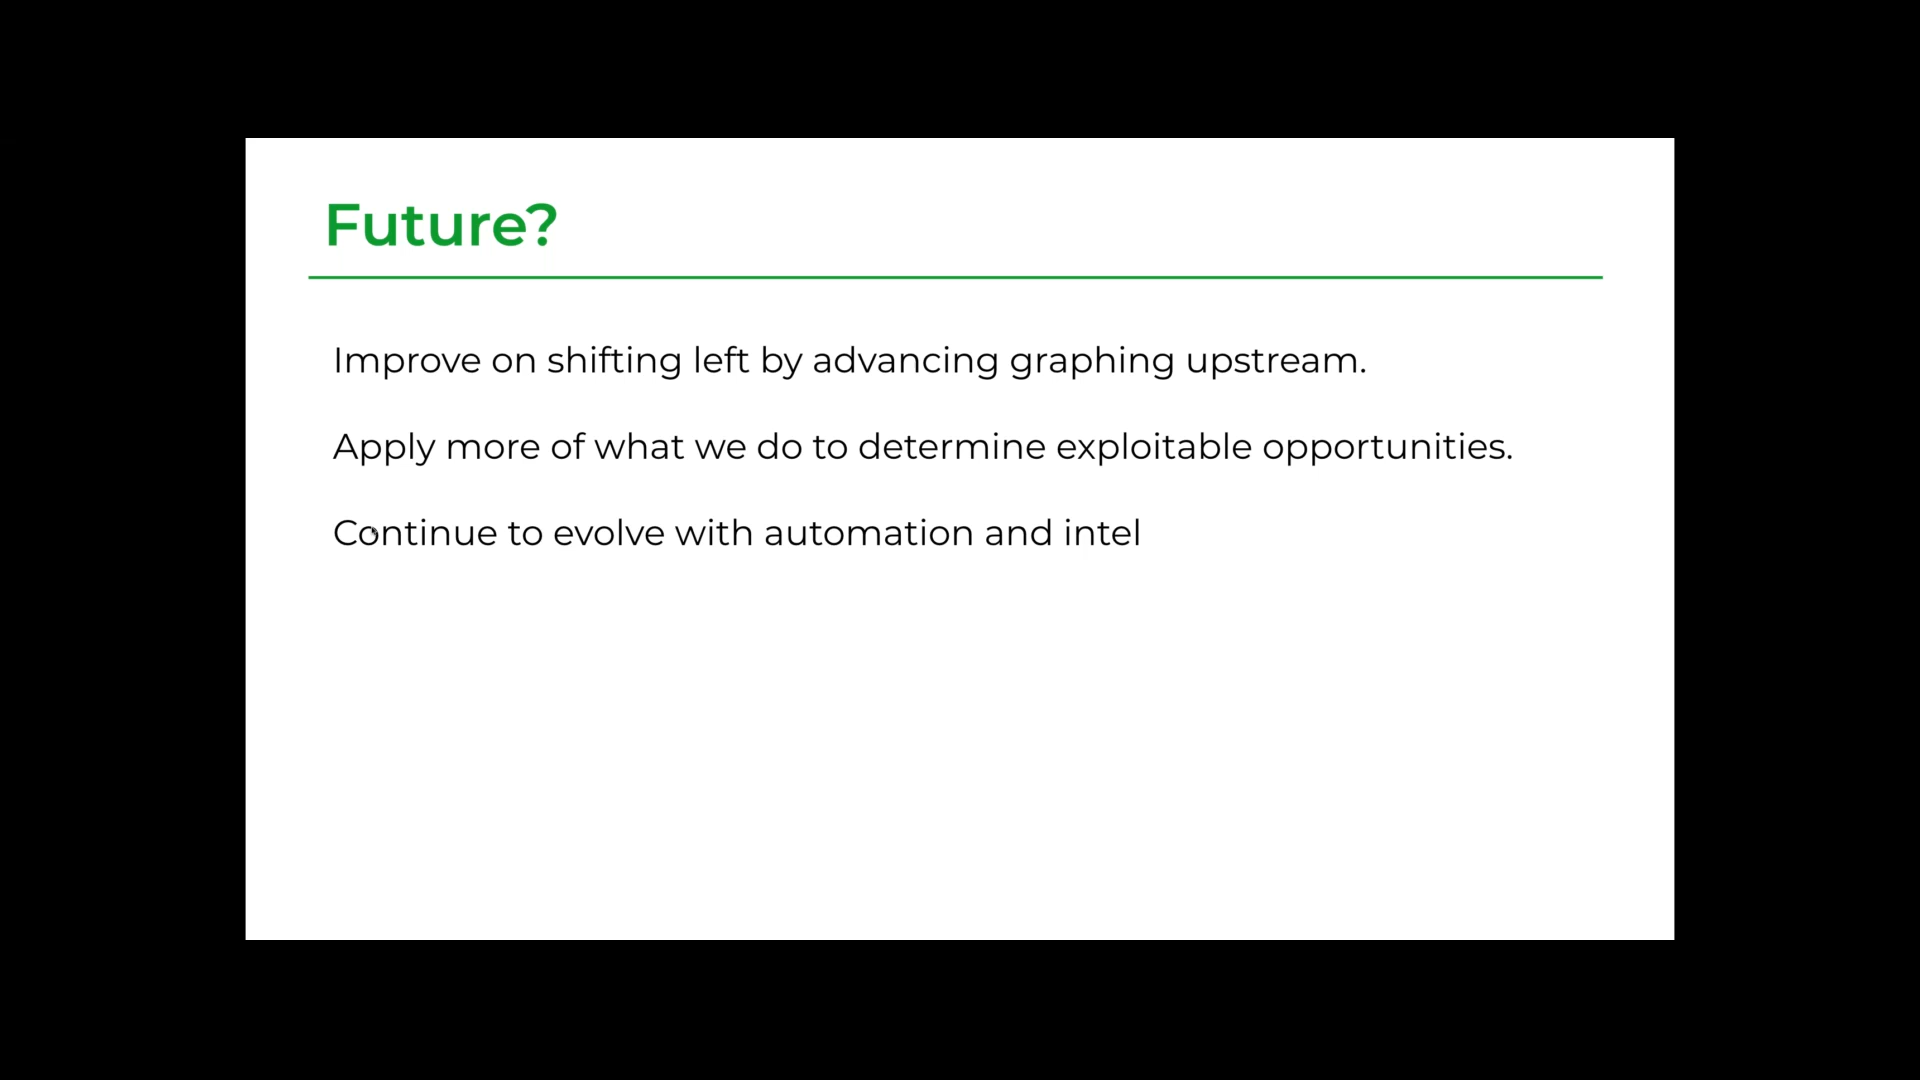 Future?
Improve on shifting left by advancing graphing upstream.
Apply more of what we do to determine exploitable opportunities.
Continue to evolve with automation and intel